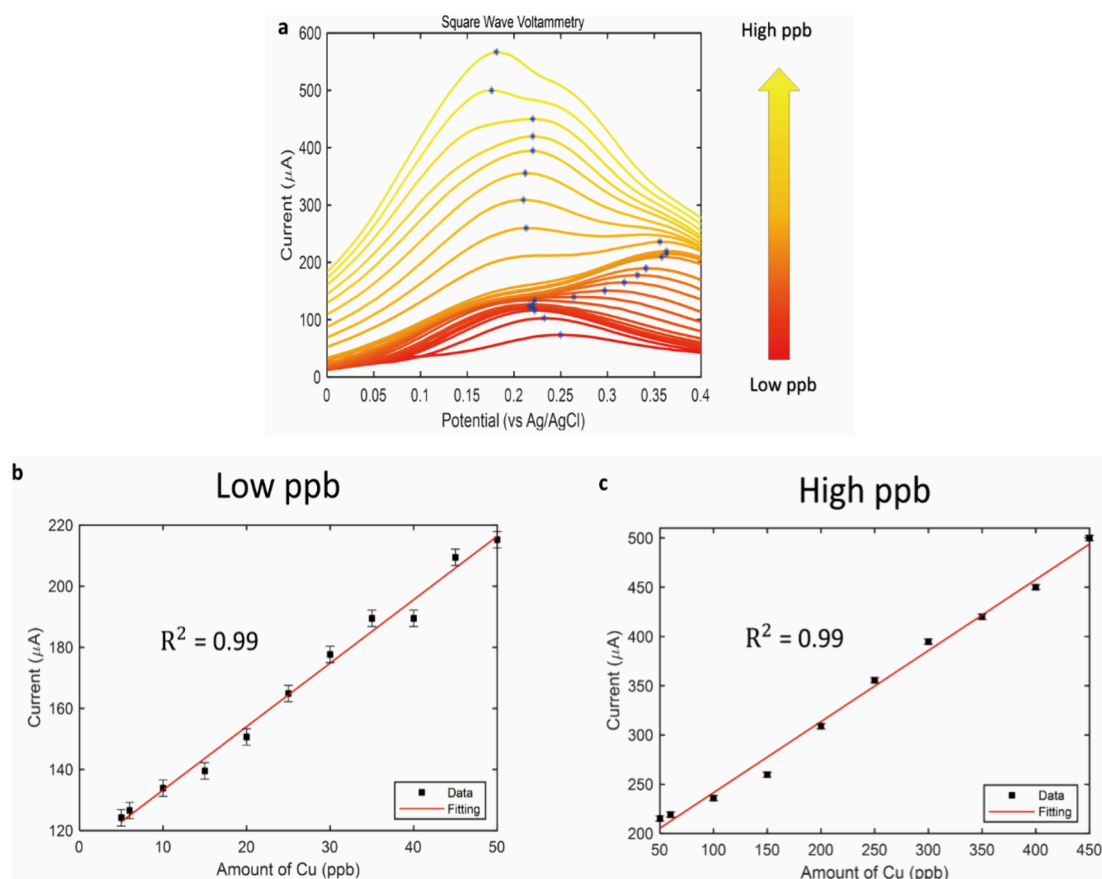 a
Square Wave Voltammetry
High ppb
600
500
400
300
200
100
0
Current (μA)
0 0.05 0.1 0.15 0.2 0.25 0.3 0.35 0.4
Potential (vs Ag/AgCl)
Low ppb
b
Low ppb
220
200
180
160
140
120
Current (μA)
R² = 0.99
Data
Fitting
0 10 20 30 40 50
Amount of Cu (ppb)
c
High ppb
500
450
400
350
300
250
200
Current (μA)
R² = 0.99
Data
Fitting
50 100 150 200 250 300 350 400 450
Amount of Cu (ppb)